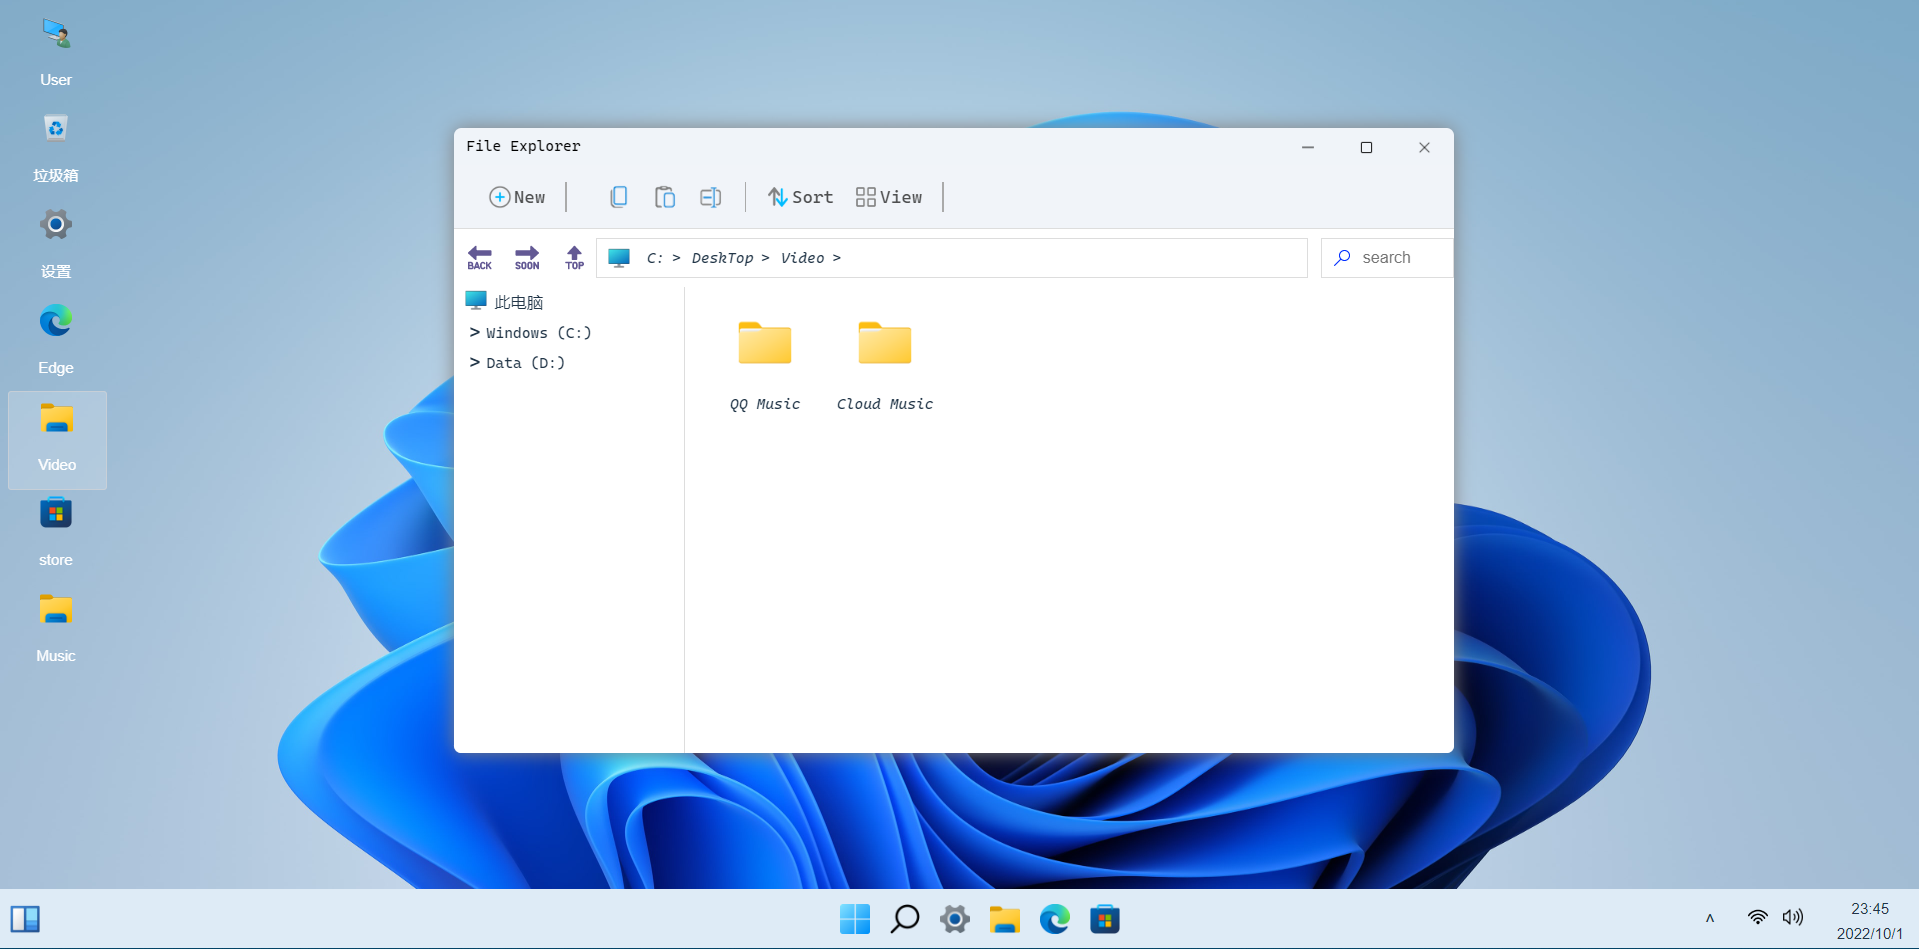 User
垃圾箱
设置
Edge
Video
store
Music
File Explorer
New
Sort
View
BACK
SOON
TOP
C: > DeskTop > Video >
search
此电脑
> Windows (C:)
> Data (D:)
QQ Music
Cloud Music
23:45
2022/10/1